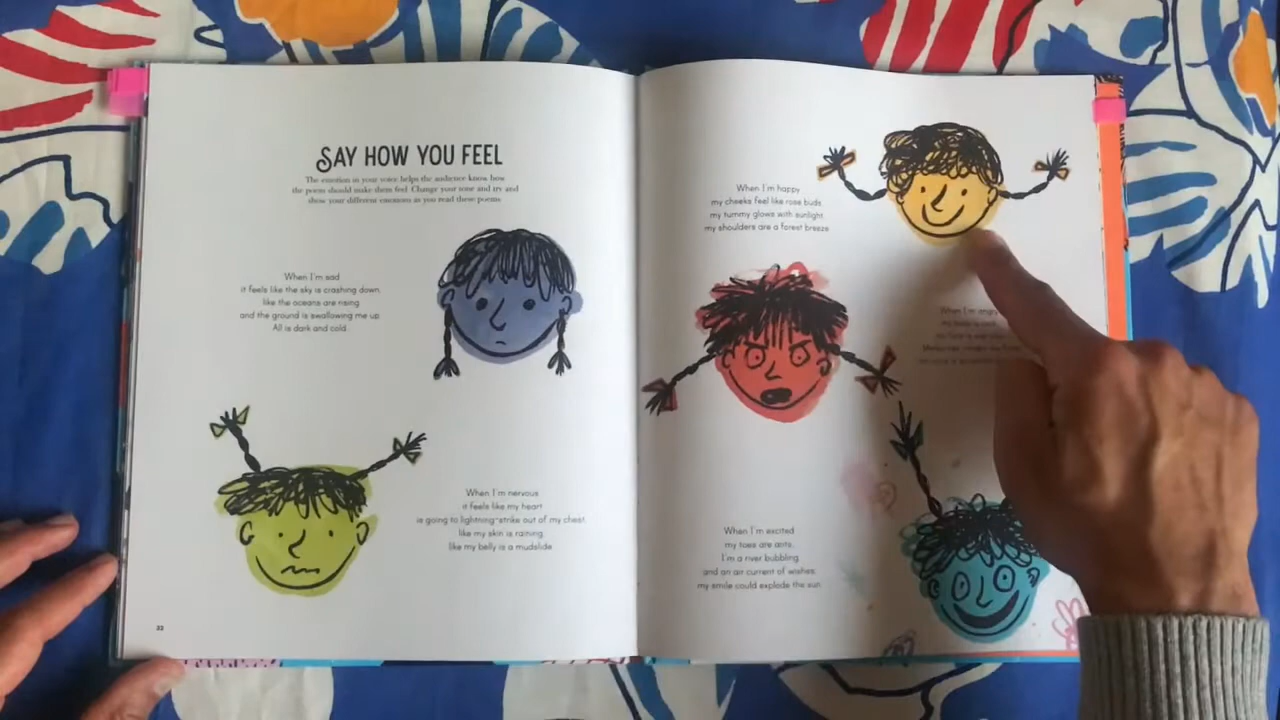 SAY HOW YOU FEEL
The emotion in your voice helps the audience know how
the poem should make them feel. Change your tone and try and
show your different emotions as you read these poems.
When I'm sad
it feels like the sky is crashing down,
like the oceans are rising
and the ground is swallowing me up.
All is dark and cold.
When I'm nervous
it feels like my heart
is going to lightning-strike out of my chest,
like my skin is raining,
like my belly is a mudslide.
22
When I'm happy
my cheeks feel like rose buds,
my tummy glows with sunlight,
my shoulders are a forest breeze.
When I'm angry
When I'm excited
my toes are ants,
I'm a river bubbling
and an air current of wishes;
my smile could explode the sun.